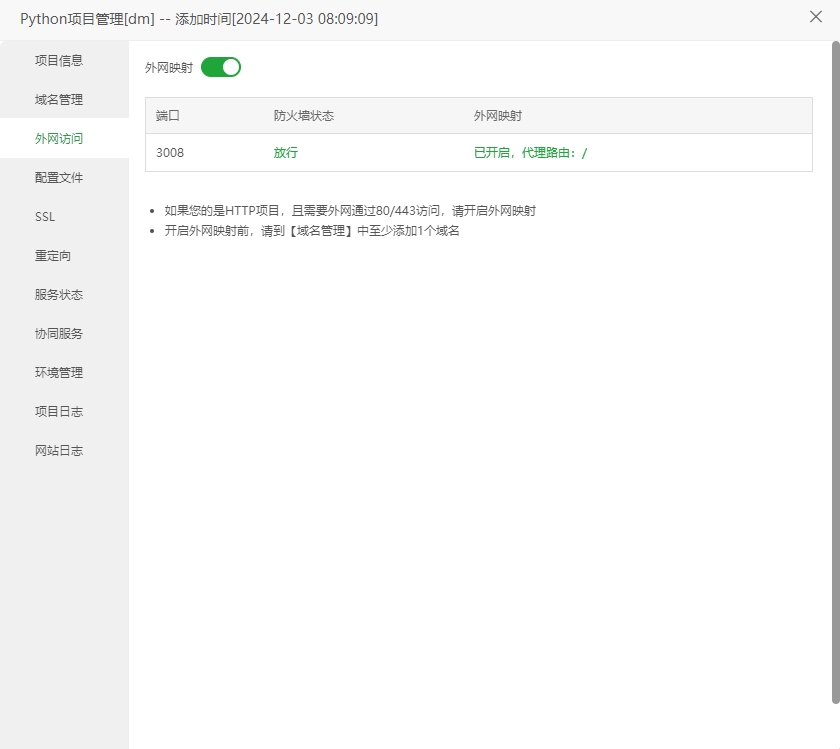 Python项目管理[dm] -- 添加时间[2024-12-03 08:09:09]
项目信息
域名管理
外网访问
配置文件
SSL
重定向
服务状态
协同服务
环境管理
项目日志
网站日志
外网映射
端口 防火墙状态 外网映射
3008 放行 已开启，代理路由：/
如果您的是HTTP项目，且需要外网通过80/443访问，请开启外网映射
开启外网映射前，请到【域名管理】中至少添加1个域名